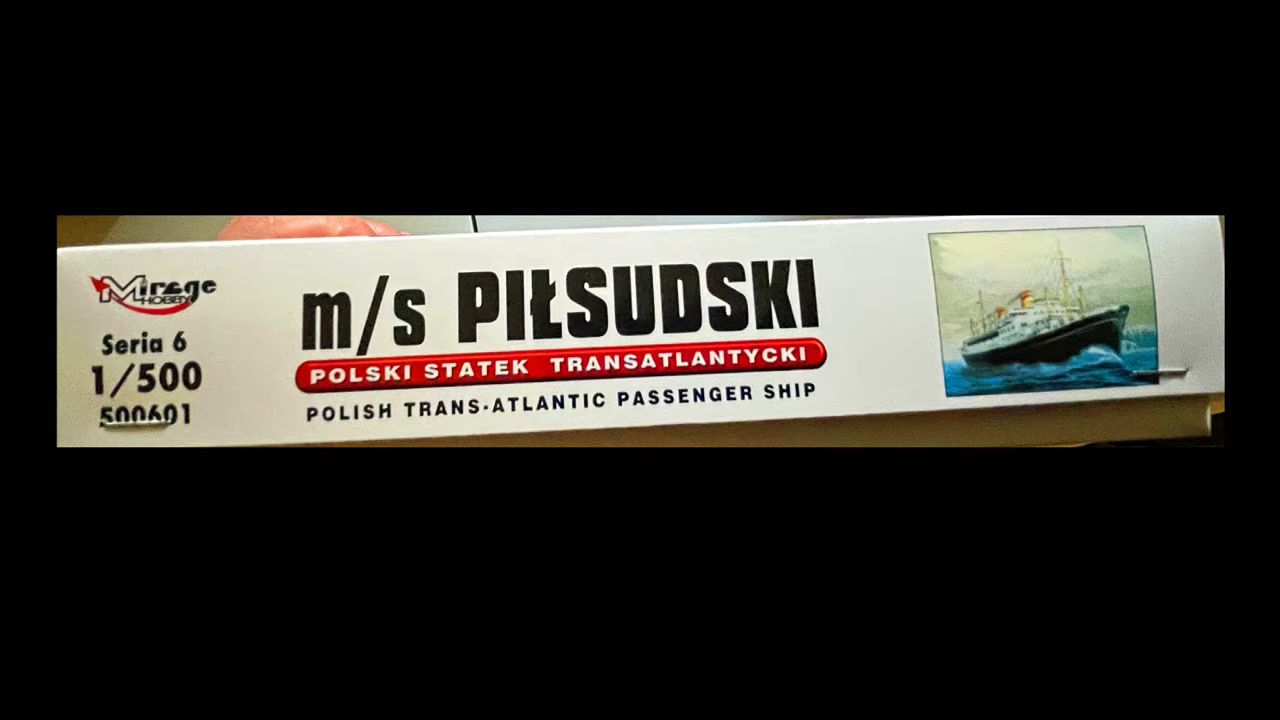 Mirage
HOBBY
Seria 6
1/500
500601
m/s PIŁSUDSKI
POLSKI STATEK TRANSATLANTYCKI
POLISH TRANS-ATLANTIC PASSENGER SHIP